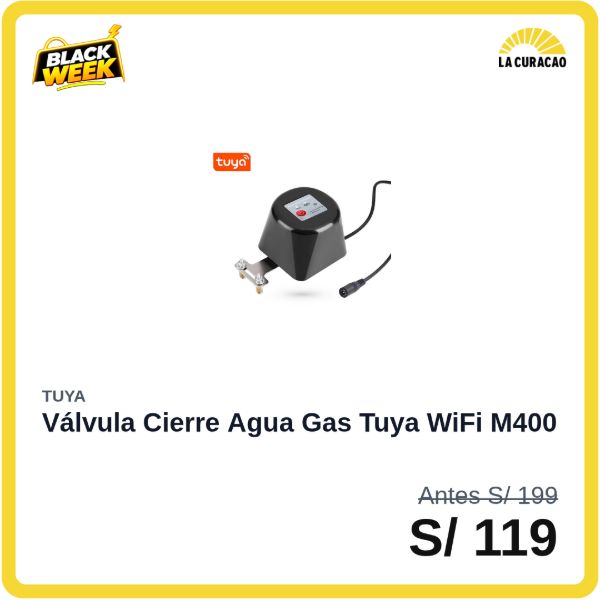 BLACK
WEEK
LA CURACAO
tuya
TUYA
Válvula Cierre Agua Gas Tuya WiFi M400
Antes S/ 199
S/ 119